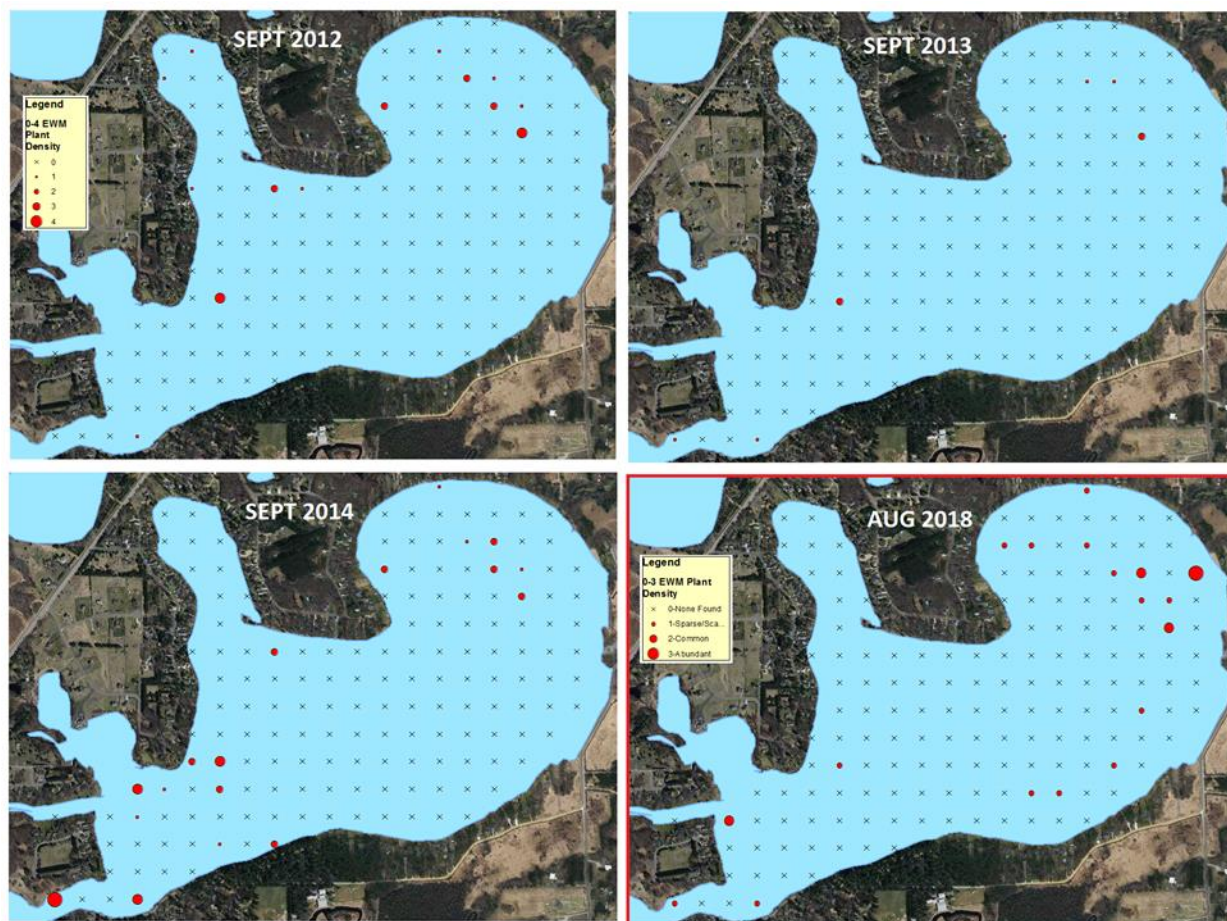 SEPT 2012
Legend
0-4 EWM
Plant
Density
0
1
2
3
4
SEPT 2013
SEPT 2014
AUG 2018
Legend
0-3 EWM Plant
Density
0-None Found
1-Sparse/Sca...
2-Common
3-Abundant